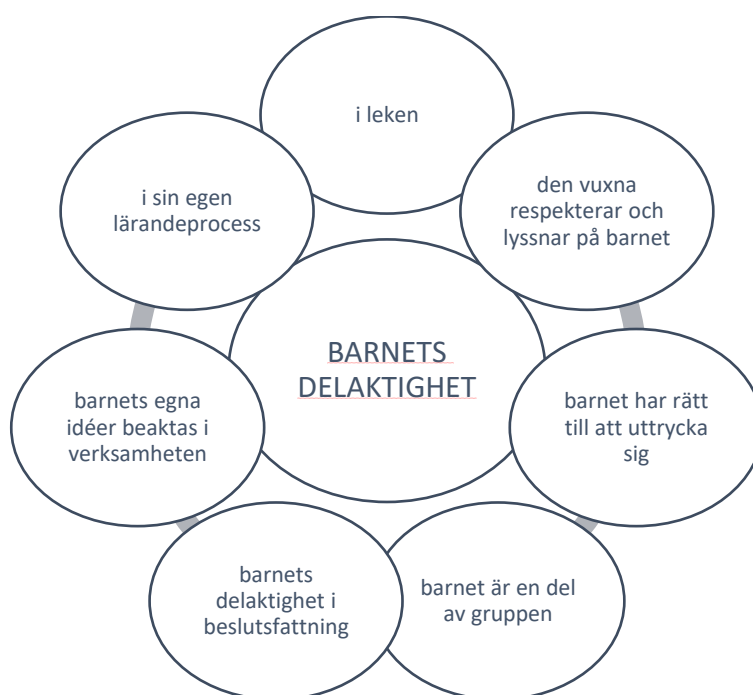 i leken
den vuxna
respekterar och
lyssnar på barnet
barnet har rätt
till att uttrycka
sig
barnet är en del
av gruppen
barnets
delaktighet i
beslutsfattning
barnets egna
idéer beaktas i
verksamheten
i sin egen
lärandeprocess
BARNETS
DELAKTIGHET